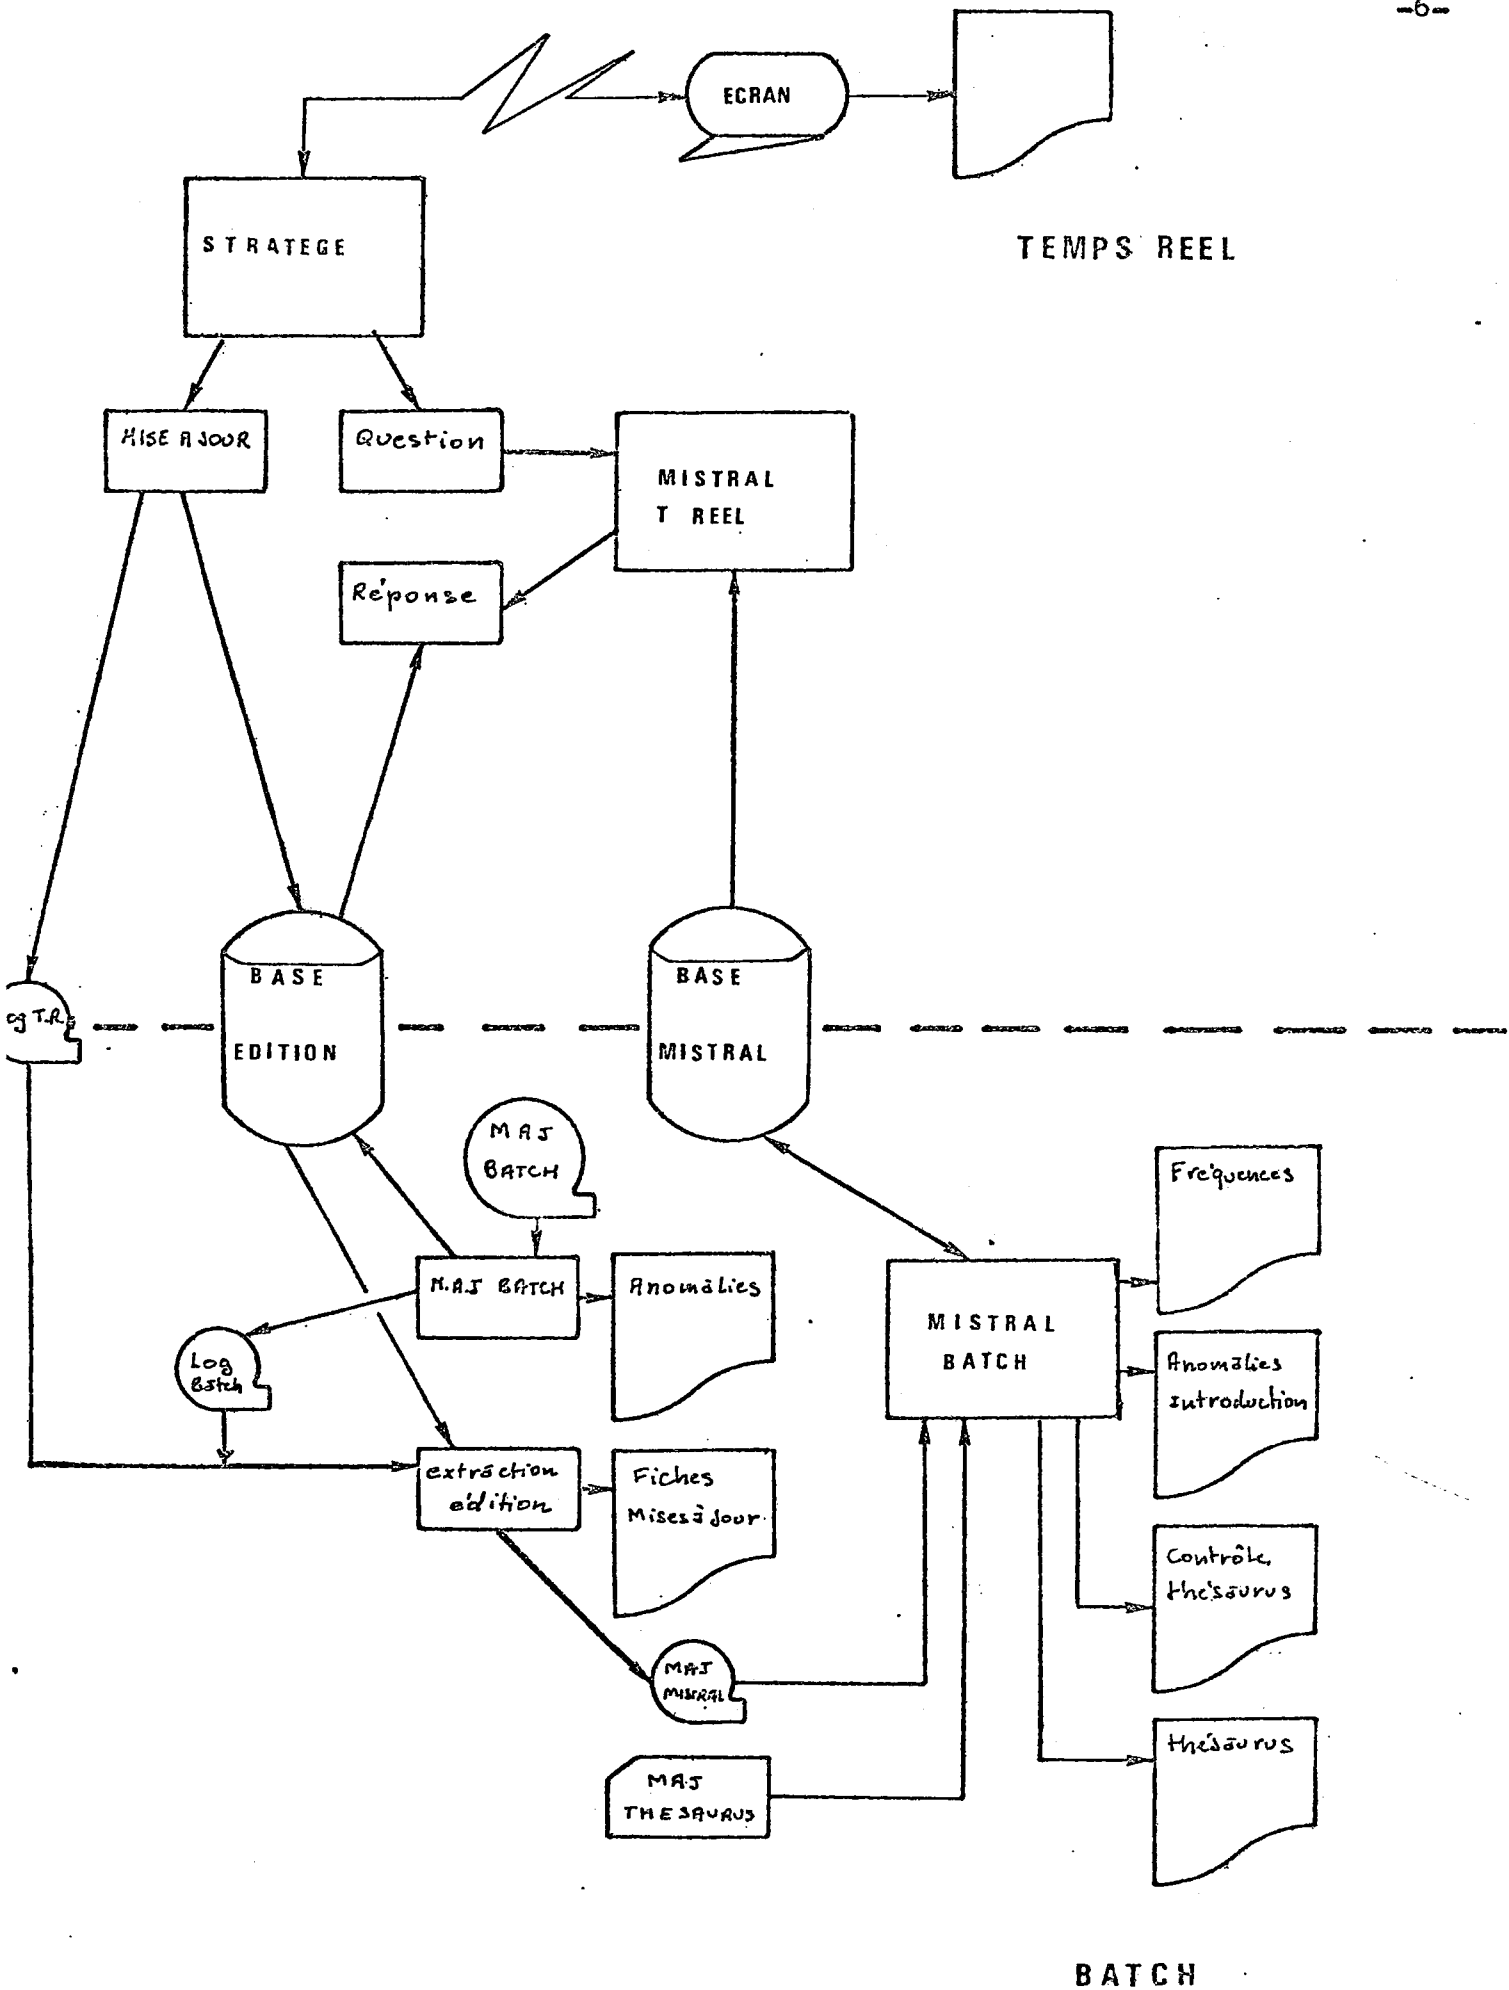 -6-
ECRAN
STRATEGE
TEMPS REEL
MISE A JOUR
Question
MISTRAL
T REEL
Réponse
BASE
EDITION
BASE
MISTRAL
og T.R.
MAJ
BATCH
Fréquences
M.A.J BATCH
Anomalies
MISTRAL
BATCH
Log
Batch
Anomalies
Introduction
extraction
édition
Fiches
Mises à jour.
Contrôle
thésaurus
MAJ
MISTRAL
thésaurus
MAJ
THESAURUS
BATCH